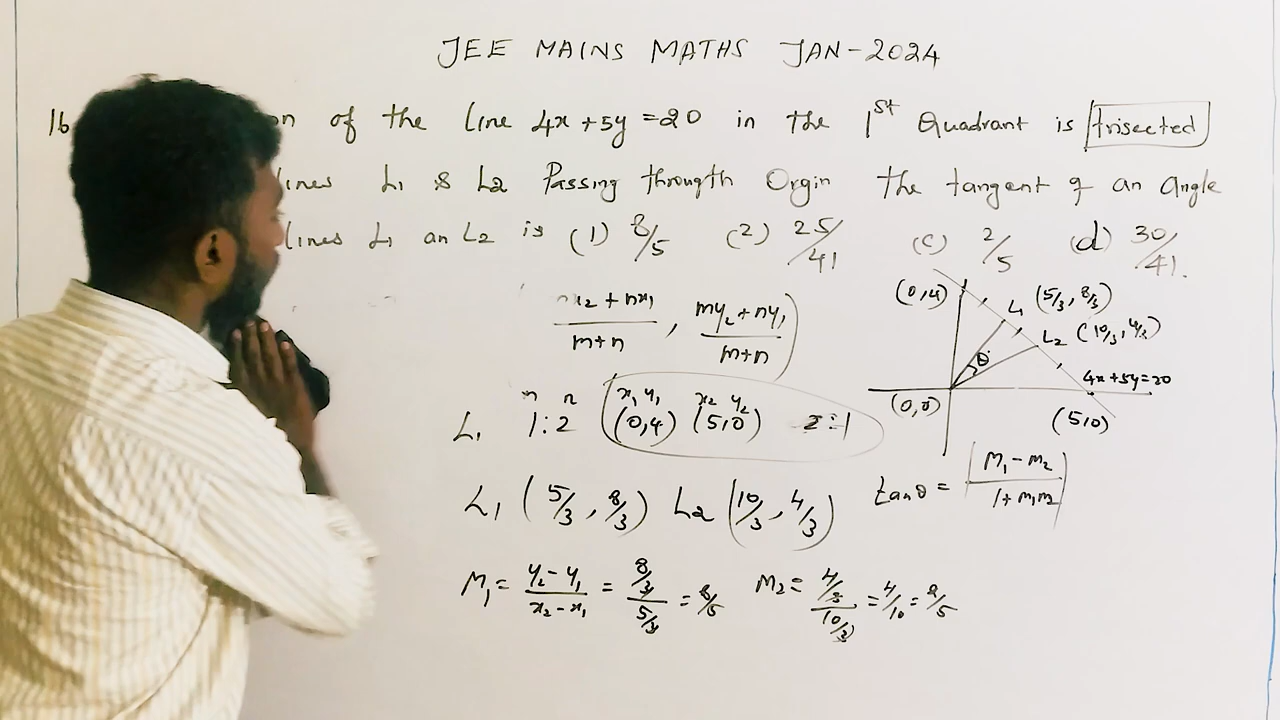 JEE MAINS MATHS JAN-2024
16 on of the line 4x+5y=20 in the 1st Quadrant is trisected
lines L1 & L2 Passing throught Orgin The tangent of an angle
lines L1 an L2 is (1) 8/5 (2) 25/41 (c) 2/5 (d) 30/41.
x2+nx1/m+n , my2+ny1/m+n)
(0,4) L1 (5/3, 8/3)
L2 (10/3, 4/3)
θ
4x+5y=20
(0,0) (5,0)
m n x1 y1 x2 y2
L1 1:2 (0,4) (5,0) 2:1
tanθ = |M1-M2/1+m1m2|
L1 (5/3, 8/3) L2 (10/3, 4/3)
M1= y2-y1/x2-x1 = 8/3/5/3 = 8/5 M2= 4/3/10/3 = 4/10 = 2/5